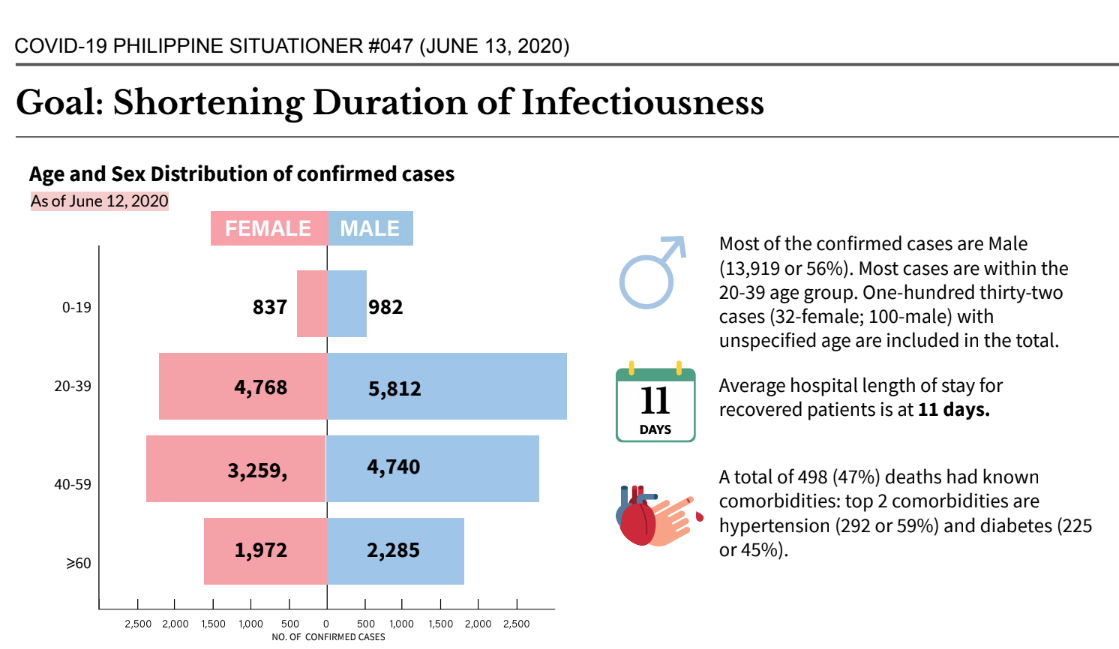 COVID-19 PHILIPPINE SITUATIONER #047 (JUNE 13, 2020)
Goal: Shortening Duration of Infectiousness
Age and Sex Distribution of confirmed cases
As of June 12, 2020
FEMALE MALE
0-19 837 982
20-39 4,768 5,812
40-59 3,259, 4,740
≥60 1,972 2,285
2,500 2,000 1,500 1,000 500 0 500 1,000 1,500 2,000 2,500
NO. OF CONFIRMED CASES
Most of the confirmed cases are Male
(13,919 or 56%). Most cases are within the
20-39 age group. One-hundred thirty-two
cases (32-female; 100-male) with
unspecified age are included in the total.
11
DAYS
Average hospital length of stay for
recovered patients is at 11 days.
A total of 498 (47%) deaths had known
comorbidities: top 2 comorbidities are
hypertension (292 or 59%) and diabetes (225
or 45%).